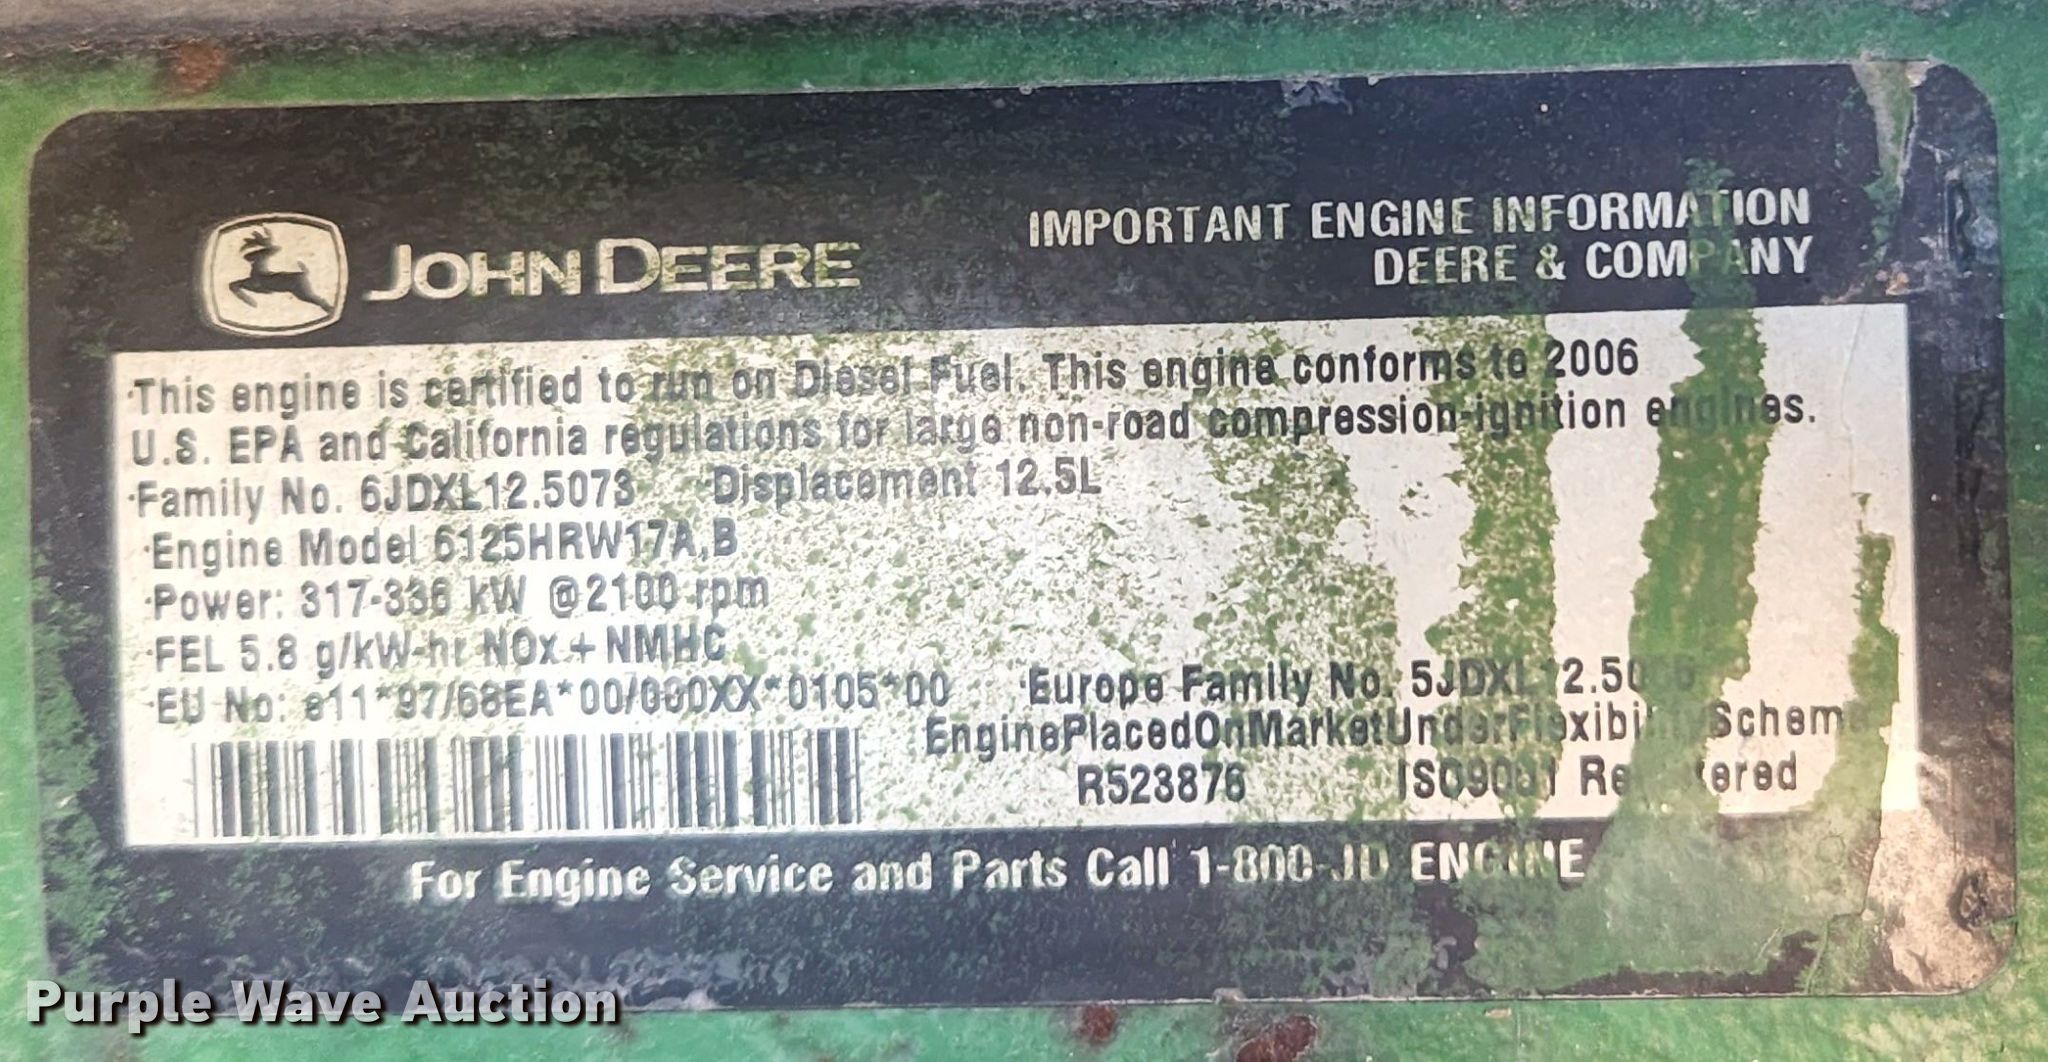 JOHN DEERE
IMPORTANT ENGINE INFORMATION
DEERE & COMPANY
·This engine is certified to run on Diesel Fuel. This engine conforms to 2006
U.S. EPA and California regulations for large non-road compression-ignition engines.
·Family No. 6JDXL12.5073 ·Displacement 12.5L
·Engine Model 6125HRW17A,B
·Power: 317-336 kW @2100 rpm
·FEL 5.8 g/kW-hr NOx + NMHC
·EU No: e11*97/68EA*00/000XX*0105*00 ·Europe Family No.
EnginePlacedOnMarketUnderFlexibilityScheme
R523876 ISO9001 Registered
For Engine Service and Parts Call 1-800-JD ENGINE
Purple Wave Auction